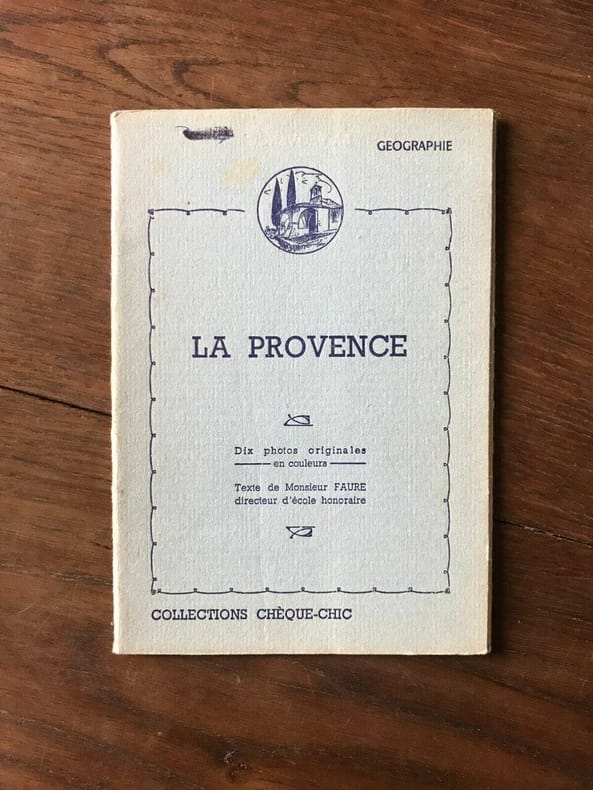 GEOGRAPHIE
LA PROVENCE
Dix photos originales
en couleurs
Texte de Monsieur FAURE
directeur d'école honoraire
COLLECTIONS CHÈQUE-CHIC